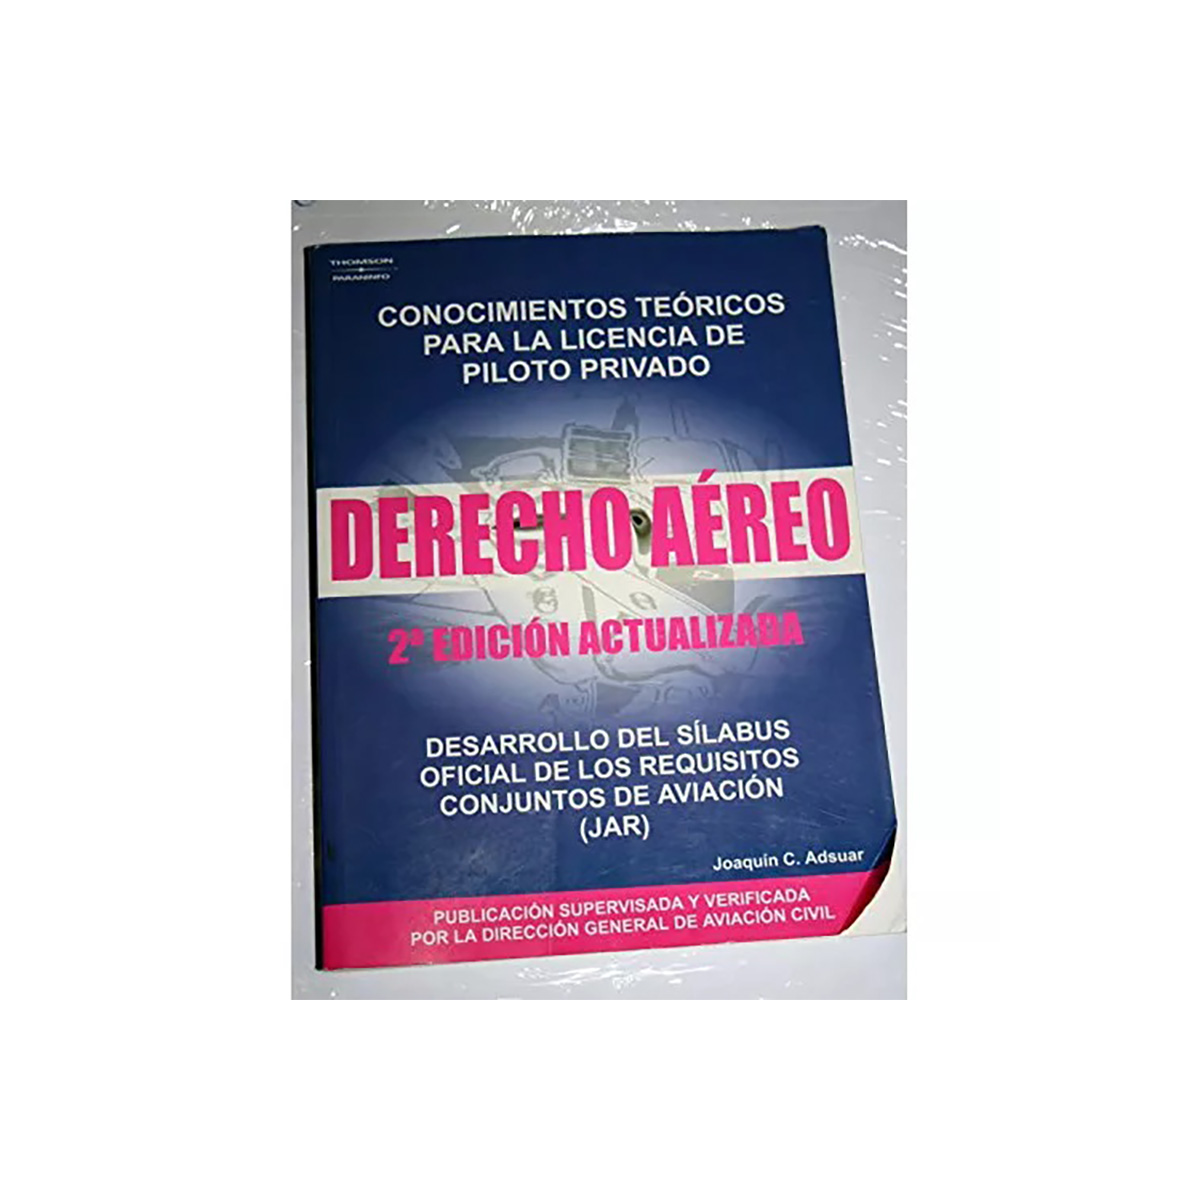 THOMSON
PARANINFO
CONOCIMIENTOS TEÓRICOS
PARA LA LICENCIA DE
PILOTO PRIVADO
DERECHO AÉREO
2ª EDICIÓN ACTUALIZADA
DESARROLLO DEL SÍLABUS
OFICIAL DE LOS REQUISITOS
CONJUNTOS DE AVIACIÓN
(JAR)
Joaquín C. Adsuar
PUBLICACIÓN SUPERVISADA Y VERIFICADA
POR LA DIRECCIÓN GENERAL DE AVIACIÓN CIVIL